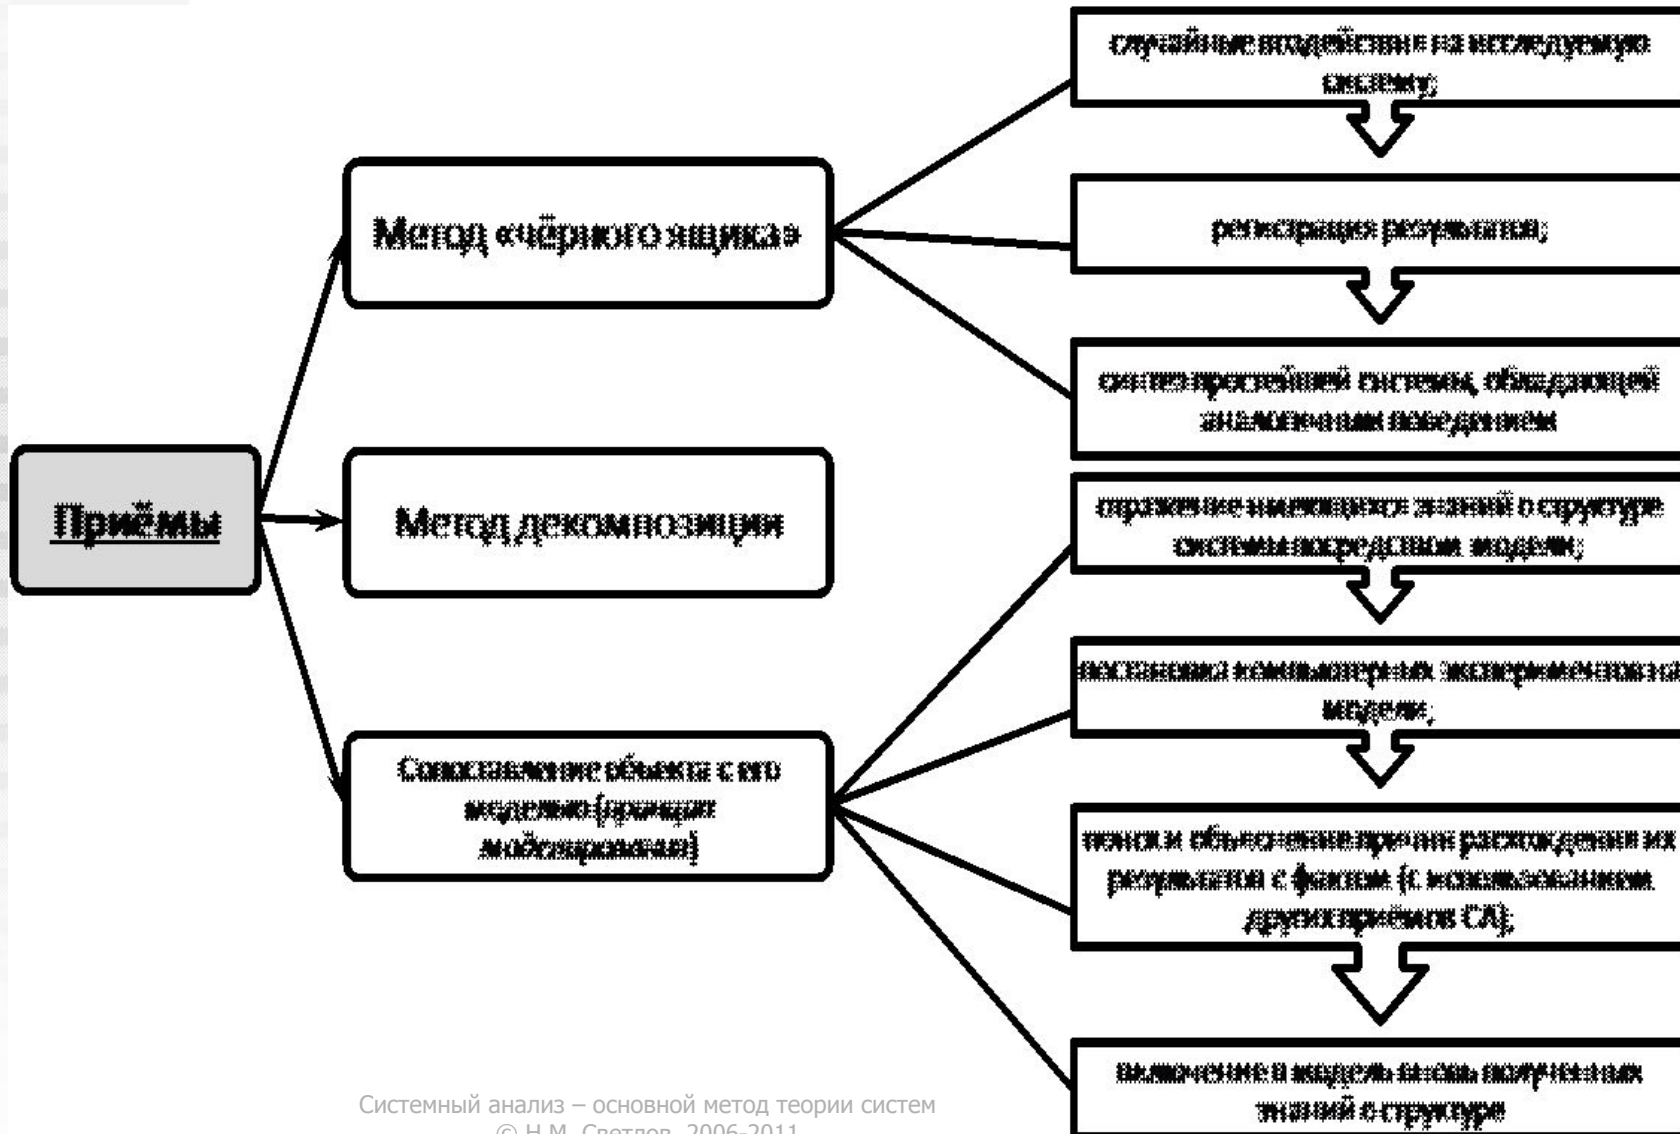 Приёмы
Метод «чёрного ящика»
случайные воздействия на исследуемую
систему;
регистрация результатов;
синтез простейшей системы, обладающей
аналогичным поведением
Метод декомпозиции
Сопоставление объекта с его
моделью (принцип
моделирования)
отражение имеющихся знаний о структуре
системы посредством модели;
постановка компьютерных экспериментов на
модели;
поиск и объяснение причин расхождения их
результатов с фактом (с использованием
других приёмов СА);
включение в модель вновь полученных
знаний о структуре
Системный анализ – основной метод теории систем
© Н.М. Светлов, 2006-2011